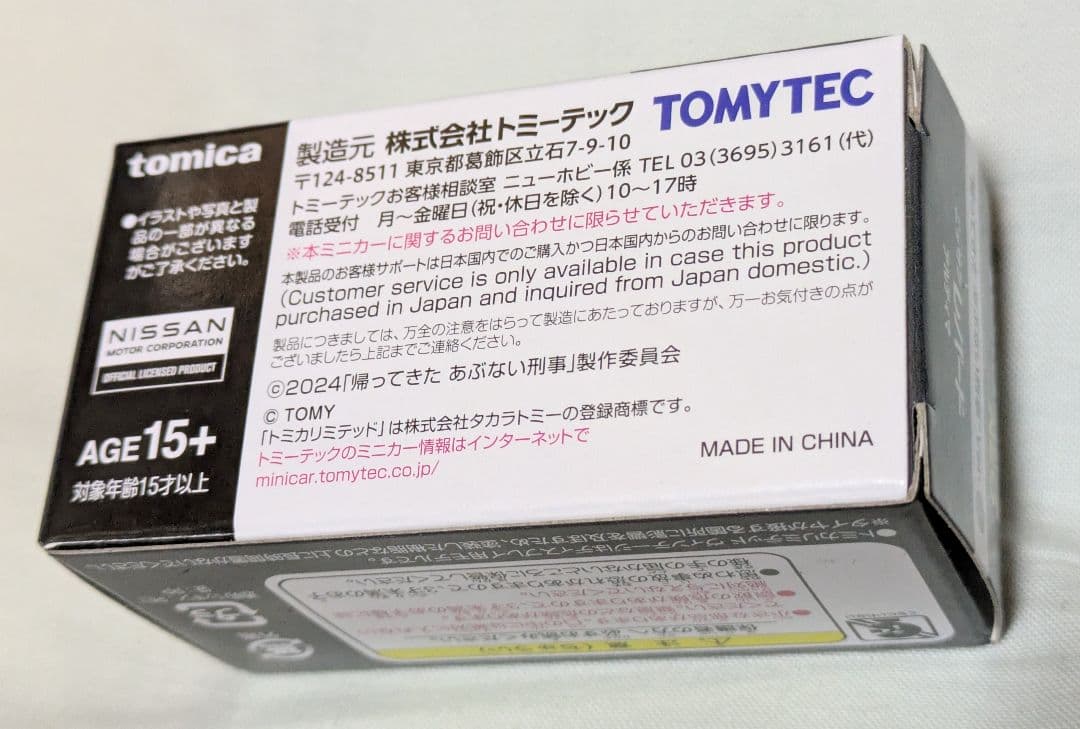 tomica
●イラストや写真と製
品の一部が異なる
場合がございます
がご了承ください。
NISSAN
MOTOR CORPORATION
OFFICIAL LICENSED PRODUCT
AGE 15+
対象年齢15才以上
製造元 株式会社トミーテック TOMYTEC
〒124-8511 東京都葛飾区立石7-9-10
トミーテックお客様相談室 ニューホビー係 TEL 03(3695)3161(代)
電話受付 月～金曜日(祝・休日を除く)10～17時
※本ミニカーに関するお問い合わせに限らせていただきます。
本製品のお客様サポートは日本国内でのご購入かつ日本国内からのお問い合わせに限ります。
(Customer service is only available in case this product
purchased in Japan and inquired from Japan domestic.)
製品につきましては、万全の注意をはらって製造にあたっておりますが、万一お気付きの点が
ございましたら上記までご連絡ください。
©2024「帰ってきた あぶない刑事」製作委員会
© TOMY
「トミカリミテッド」は株式会社タカラトミーの登録商標です。
トミーテックのミニカー情報はインターネットで
minicar.tomytec.co.jp/
MADE IN CHINA